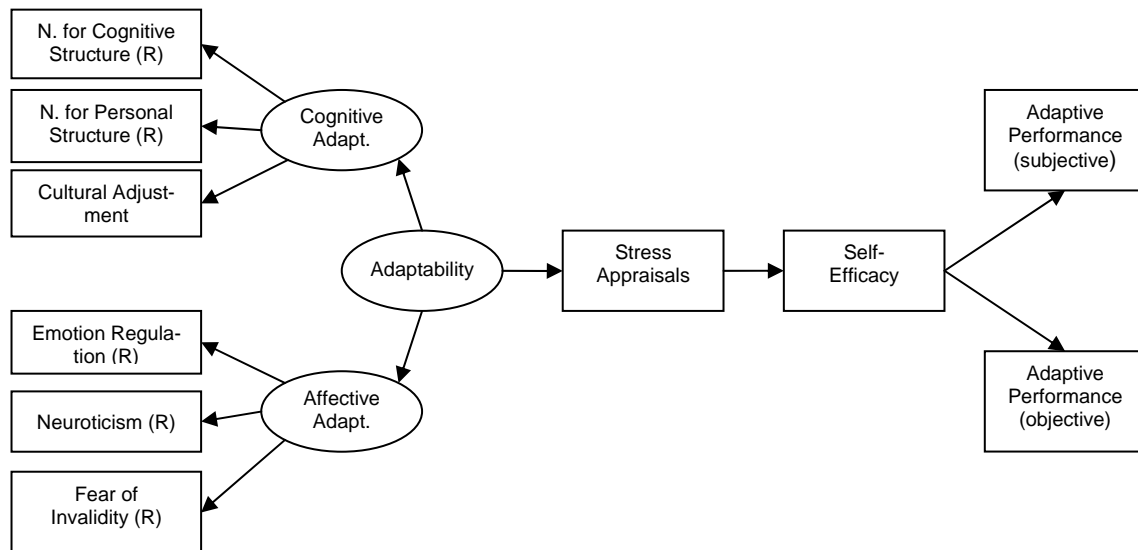 N. for Cognitive
Structure (R)
N. for Personal
Structure (R)
Cultural Adjust-
ment
Cognitive
Adapt.
Adaptability
Emotion Regula-
tion (R)
Neuroticism (R)
Fear of
Invalidity (R)
Affective
Adapt.
Stress
Appraisals
Self-
Efficacy
Adaptive
Performance
(subjective)
Adaptive
Performance
(objective)